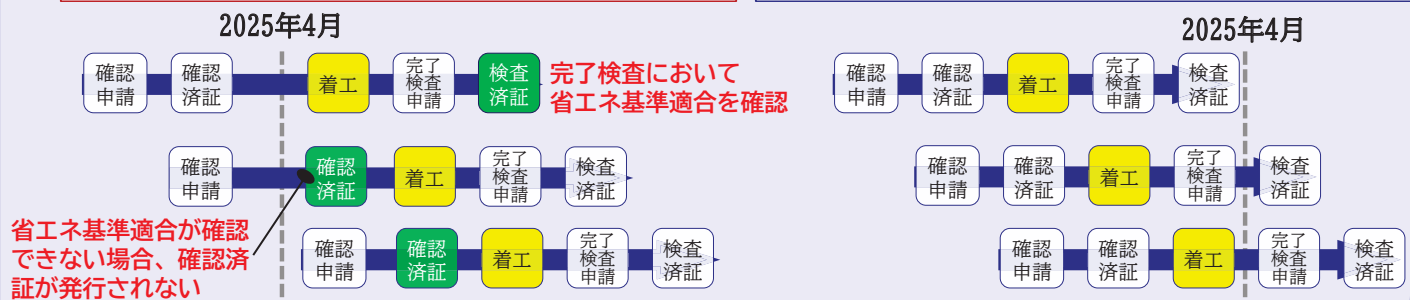 2025年4月
確認
申請
確認
済証
着工
完了
検査
申請
検査
済証
完了検査において
省エネ基準適合を確認
確認
申請
確認
済証
着工
完了
検査
申請
検査
済証
省エネ基準適合が確認
できない場合、確認済
証が発行されない
確認
申請
確認
済証
着工
完了
検査
申請
検査
済証
2025年4月
確認
申請
確認
済証
着工
完了
検査
申請
検査
済証
確認
申請
確認
済証
着工
完了
検査
申請
検査
済証
確認
申請
確認
済証
着工
完了
検査
申請
検査
済証